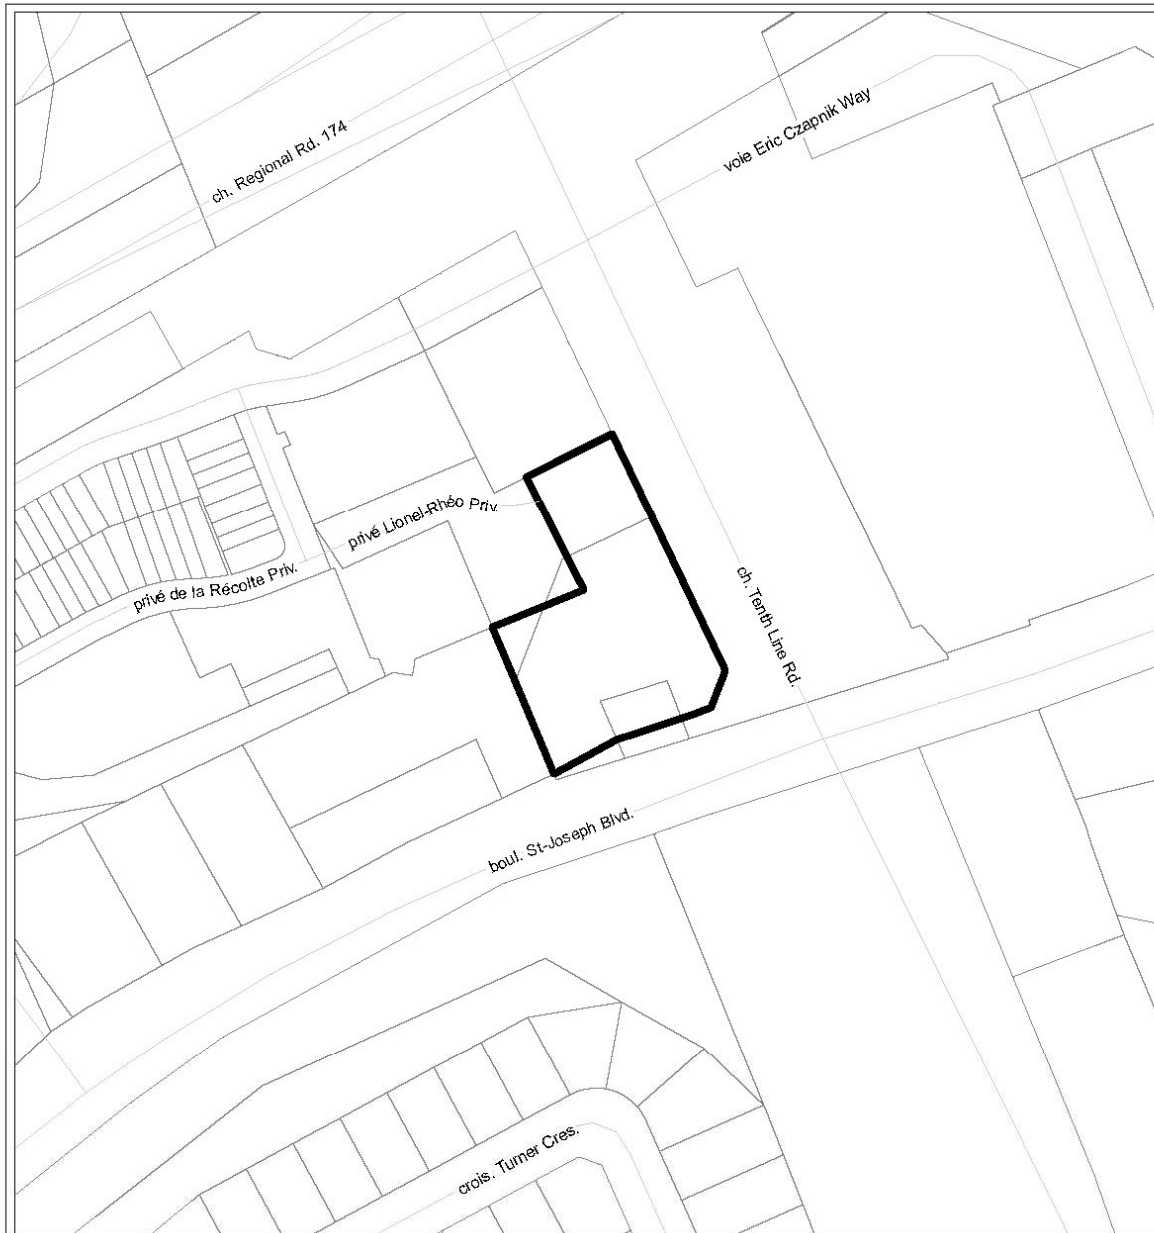 voie Eric Czapnik Way
ch. Regional Rd. 174
privé Lionel-Rhéo Priv.
privé de la Récolte Priv.
ch. Tenth Line Rd.
boul. St-Joseph Blvd.
crois. Turner Cres.